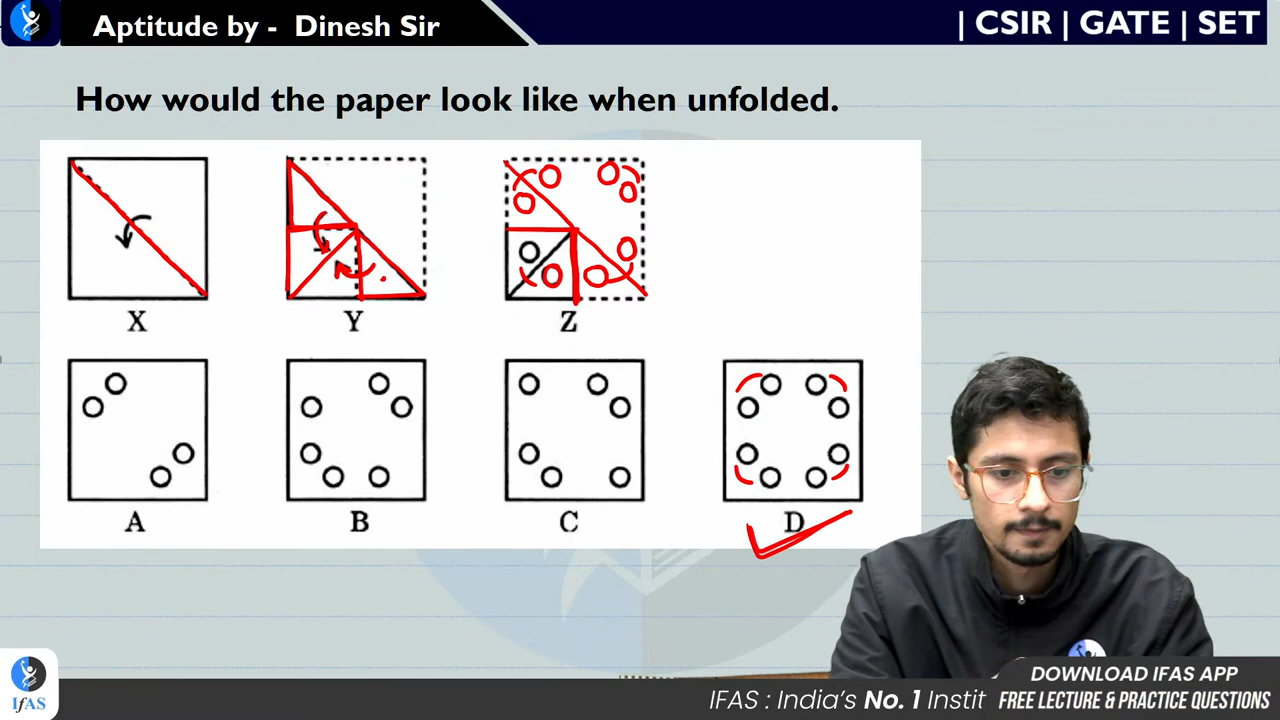 Aptitude by - Dinesh Sir
| CSIR | GATE | SET
How would the paper look like when unfolded.
X
Y
Z
A
B
C
D
DOWNLOAD IFAS APP
IfAS
IFAS : India's No. 1 Instit
FREE LECTURE & PRACTICE QUESTIONS